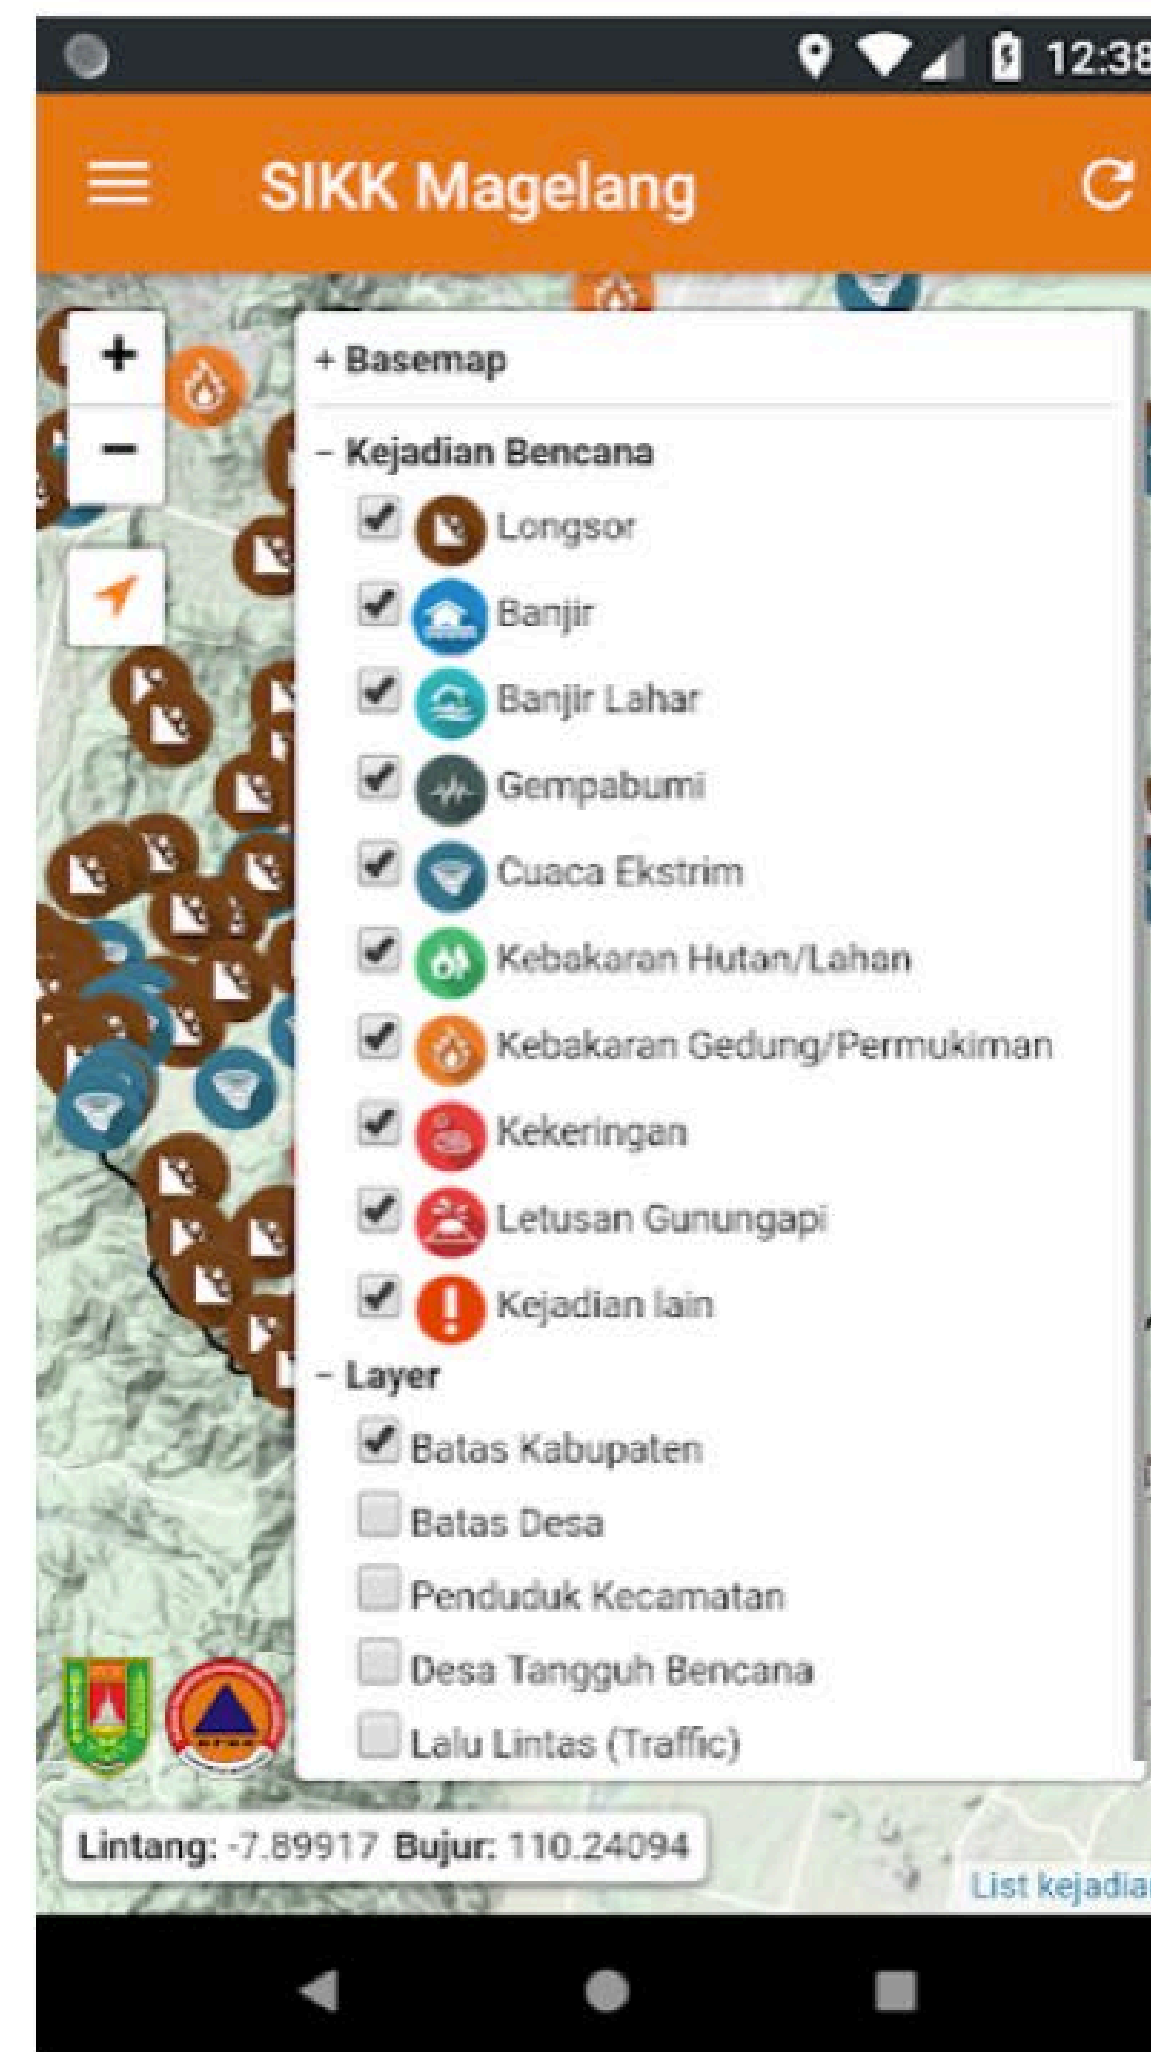 12:38
SIKK Magelang
+ Basemap
- Kejadian Bencana
Longsor
Banjir
Banjir Lahar
Gempabumi
Cuaca Ekstrim
Kebakaran Hutan/Lahan
Kebakaran Gedung/Permukiman
Kekeringan
Letusan Gunungapi
Kejadian lain
- Layer
Batas Kabupaten
Batas Desa
Penduduk Kecamatan
Desa Tangguh Bencana
Lalu Lintas (Traffic)
Lintang: -7.89917 Bujur: 110.24094
List kejadian